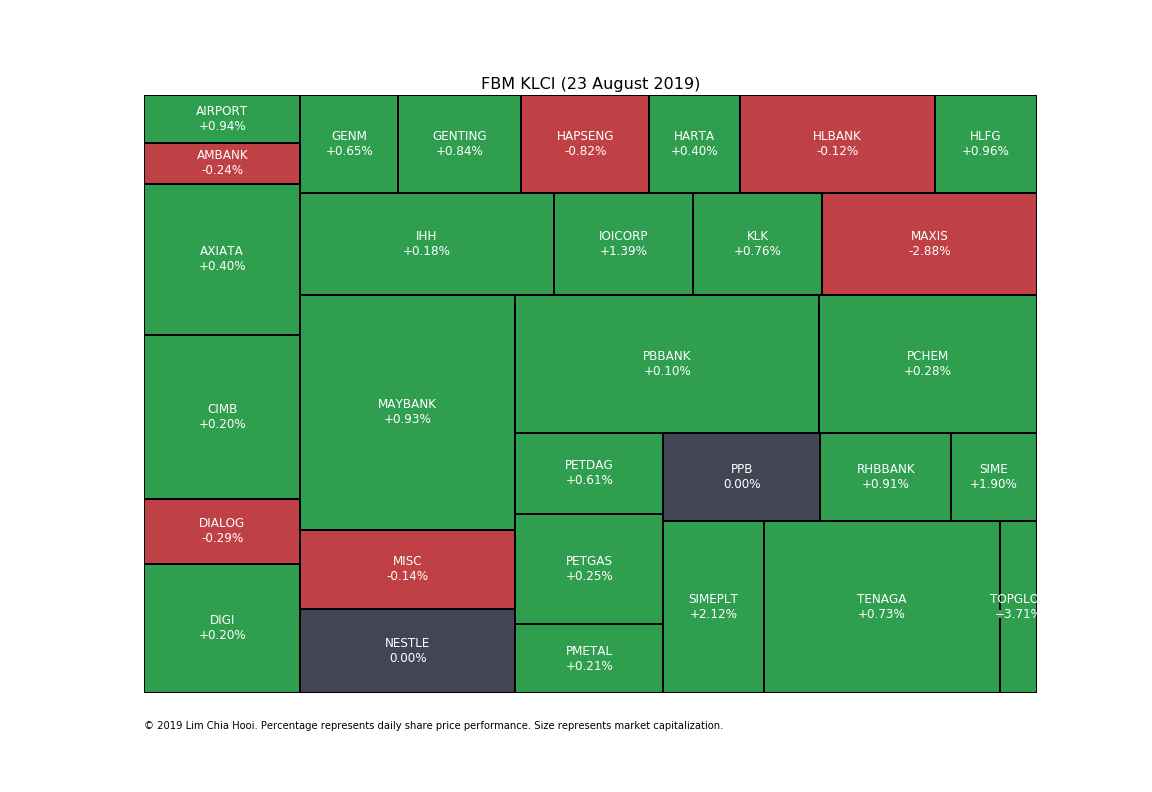 FBM KLCI (23 August 2019)
AIRPORT
+0.94%
AMBANK
-0.24%
AXIATA
+0.40%
CIMB
+0.20%
DIALOG
-0.29%
DIGI
+0.20%
GENM
+0.65%
GENTING
+0.84%
HAPSENG
-0.82%
HARTA
+0.40%
HLBANK
-0.12%
HLFG
+0.96%
IHH
+0.18%
IOICORP
+1.39%
KLK
+0.76%
MAXIS
-2.88%
MAYBANK
+0.93%
MISC
-0.14%
NESTLE
0.00%
PBBANK
+0.10%
PCHEM
+0.28%
PETDAG
+0.61%
PETGAS
+0.25%
PMETAL
+0.21%
PPB
0.00%
RHBBANK
+0.91%
SIME
+1.90%
SIMEPLT
+2.12%
TENAGA
+0.73%
+3.71%
© 2019 Lim Chia Hooi. Percentage represents daily share price performance. Size represents market capitalization.